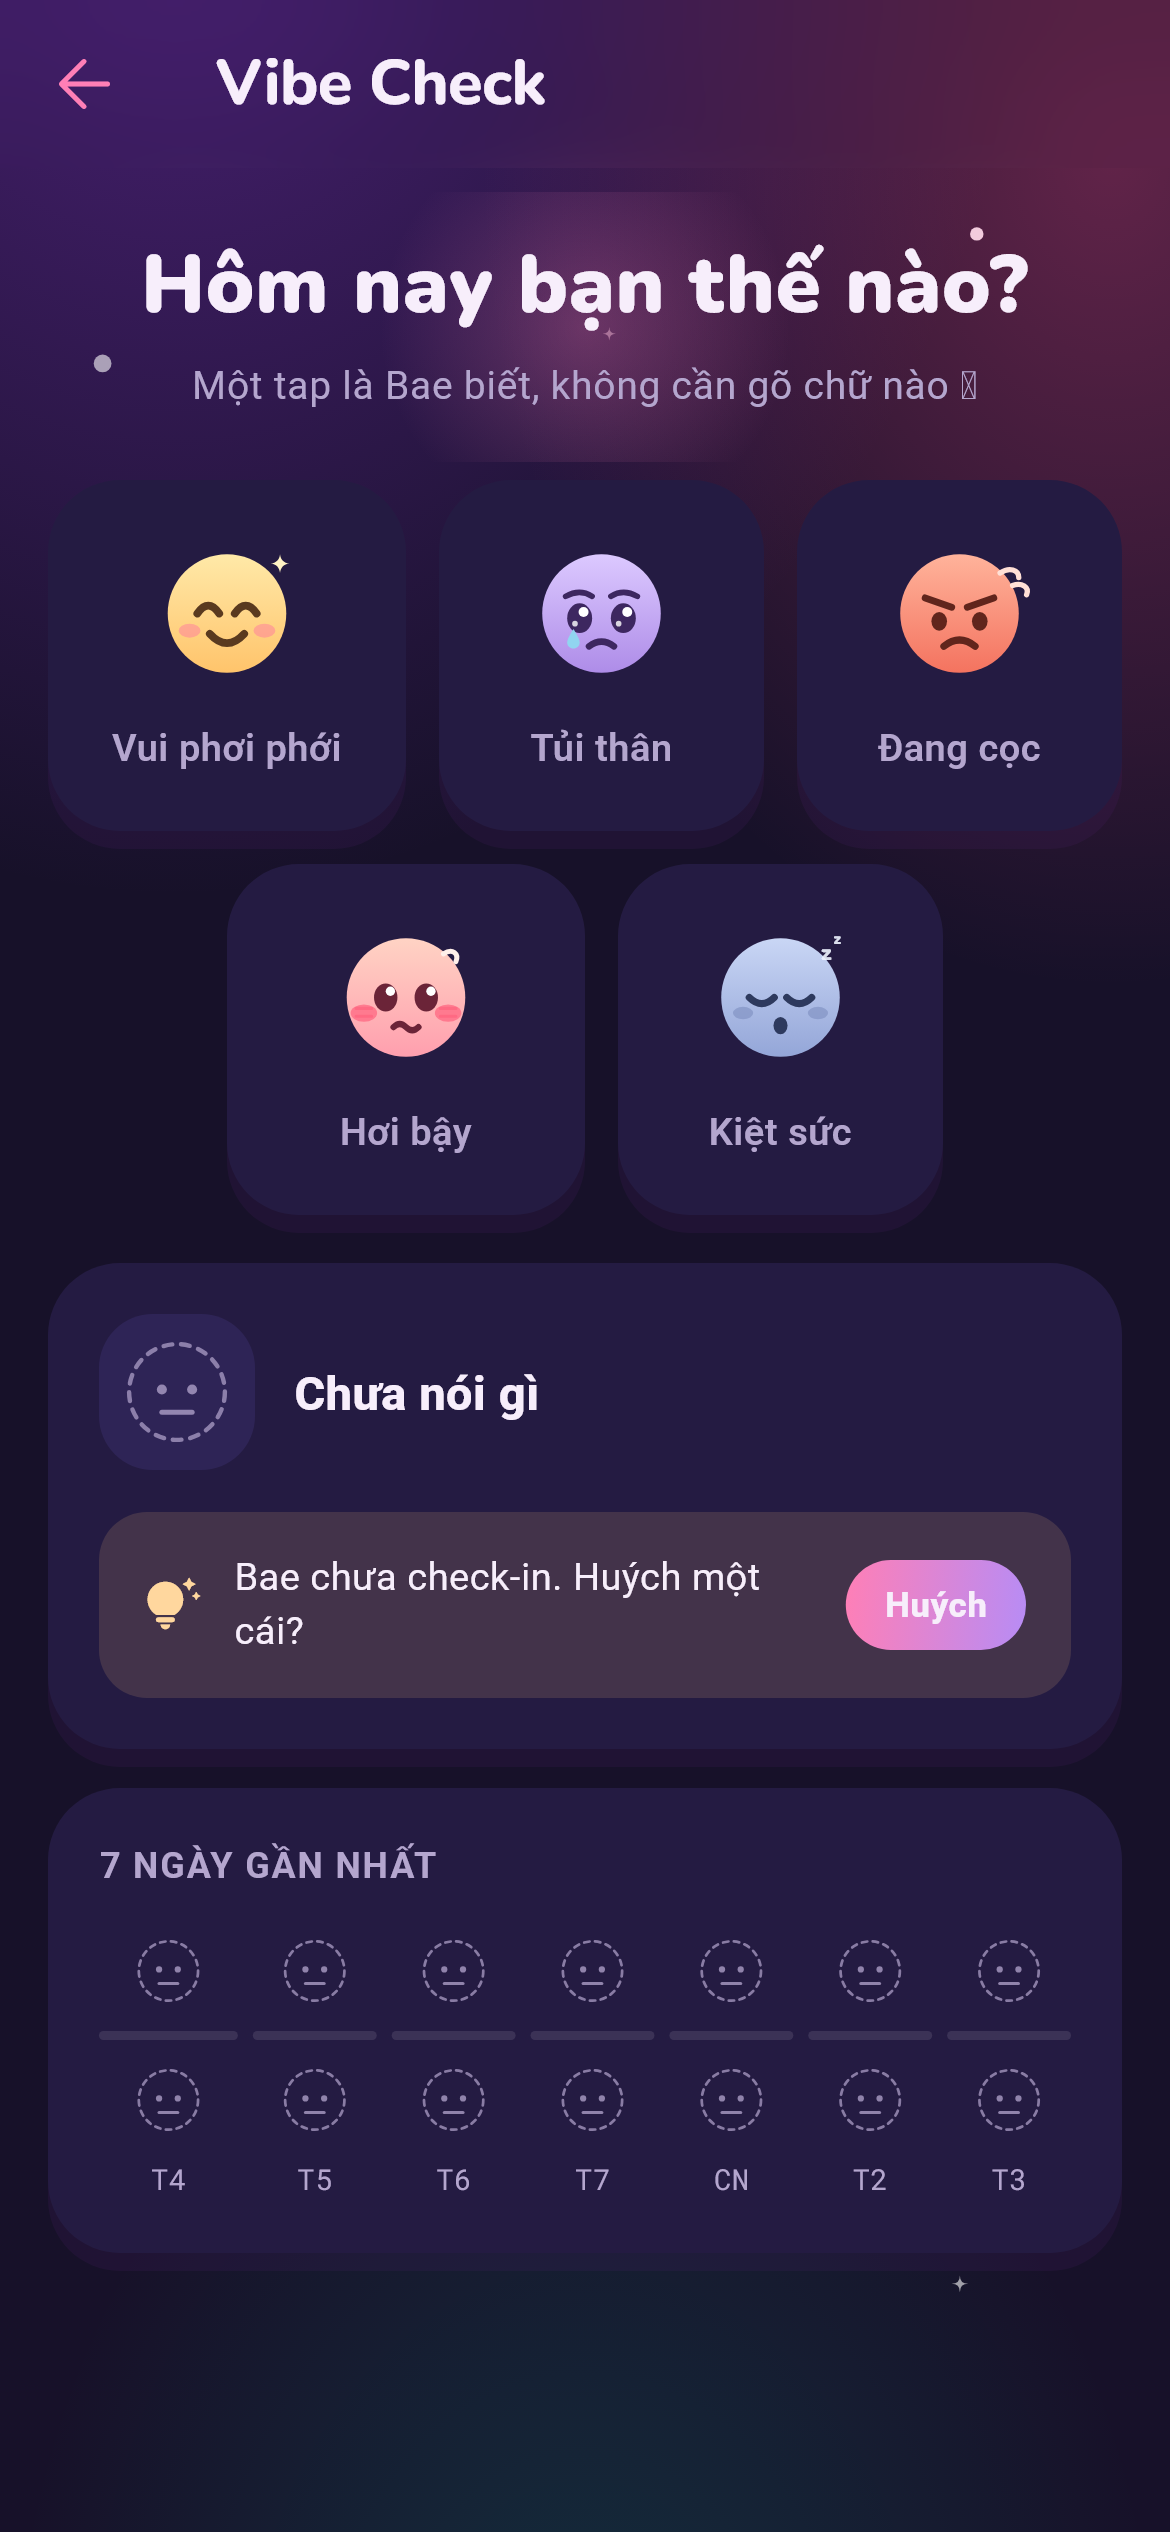 Vibe Check
Hôm nay bạn thế nào?
Một tap là Bae biết, không cần gõ chữ nào
Vui phơi phới
Tủi thân
Đang cọc
Hơi bậy
Kiệt sức
Chưa nói gì
Bae chưa check-in. Huých một
cái?
Huých
7 NGÀY GẦN NHẤT
T4 T5 T6 T7 CN T2 T3